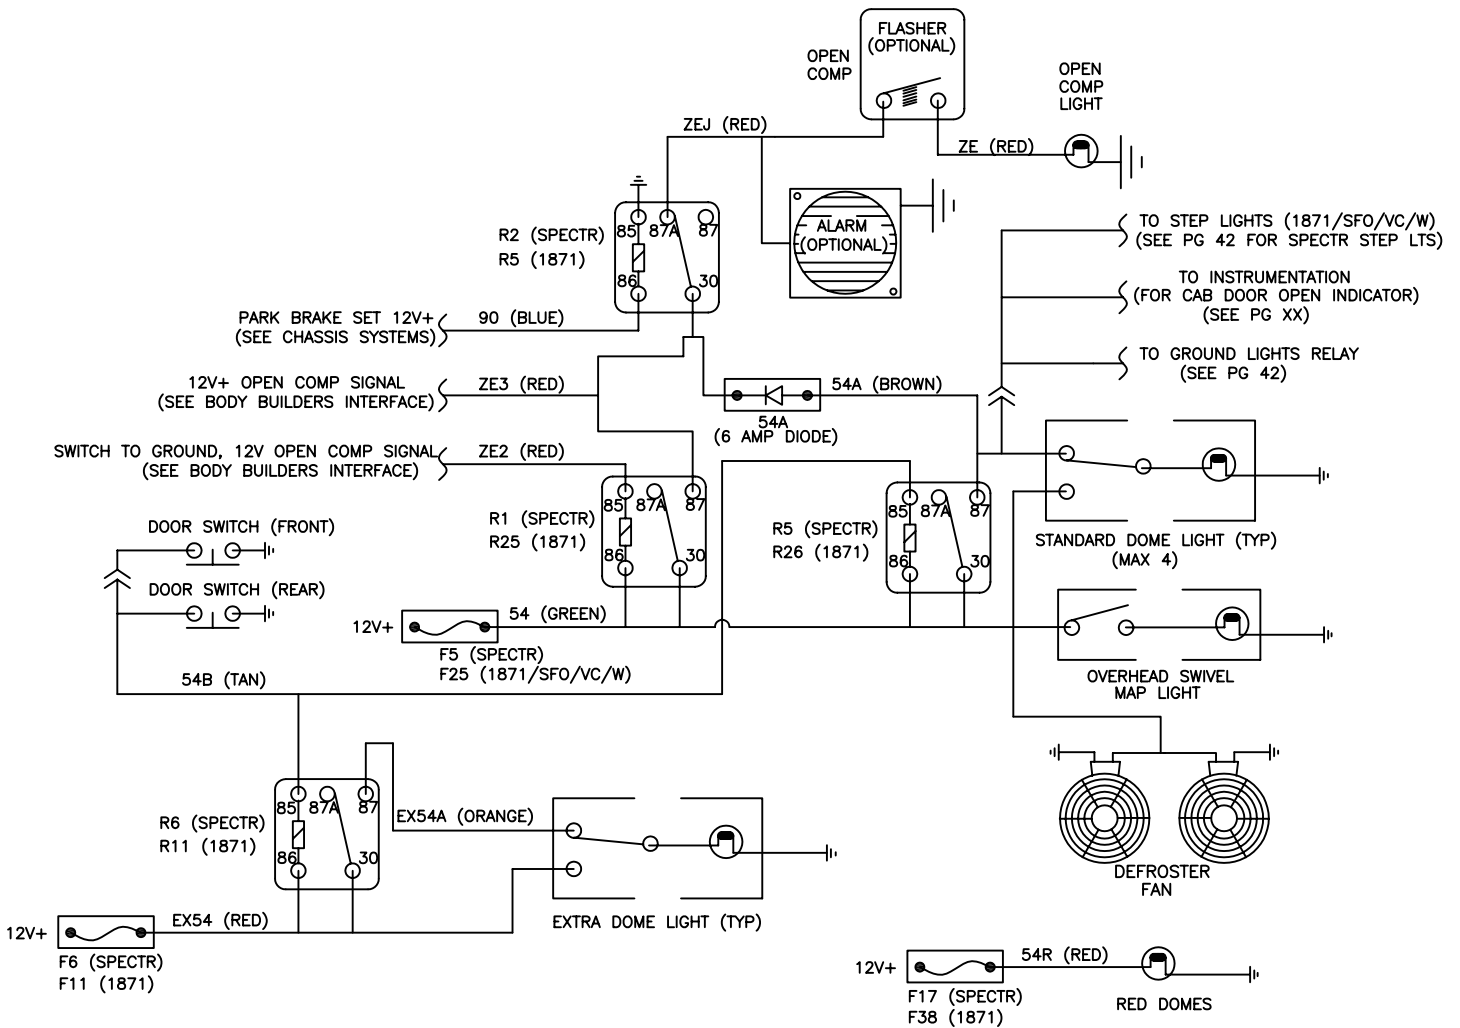 FLASHER
(OPTIONAL)
OPEN
COMP
OPEN
COMP
LIGHT
ZEJ (RED)
ZE (RED)
85
87A
87
86
30
R2 (SPECTR)
R5 (1871)
ALARM
(OPTIONAL)
TO STEP LIGHTS (1871/SFO/VC/W)
(SEE PG 42 FOR SPECTR STEP LTS)
TO INSTRUMENTATION
(FOR CAB DOOR OPEN INDICATOR)
(SEE PG XX)
TO GROUND LIGHTS RELAY
(SEE PG 42)
PARK BRAKE SET 12V+
(SEE CHASSIS SYSTEMS)
90 (BLUE)
12V+ OPEN COMP SIGNAL
(SEE BODY BUILDERS INTERFACE)
ZE3 (RED)
54A (BROWN)
54A
(6 AMP DIODE)
SWITCH TO GROUND, 12V OPEN COMP SIGNAL
(SEE BODY BUILDERS INTERFACE)
ZE2 (RED)
85
87A
87
86
30
R1 (SPECTR)
R25 (1871)
85
87A
87
86
30
R5 (SPECTR)
R26 (1871)
STANDARD DOME LIGHT (TYP)
(MAX 4)
DOOR SWITCH (FRONT)
DOOR SWITCH (REAR)
12V+
54 (GREEN)
F5 (SPECTR)
F25 (1871/SFO/VC/W)
OVERHEAD SWIVEL
MAP LIGHT
54B (TAN)
85
87A
87
86
30
R6 (SPECTR)
R11 (1871)
EX54A (ORANGE)
EXTRA DOME LIGHT (TYP)
DEFROSTER
FAN
12V+
EX54 (RED)
F6 (SPECTR)
F11 (1871)
12V+
54R (RED)
F17 (SPECTR)
F38 (1871)
RED DOMES